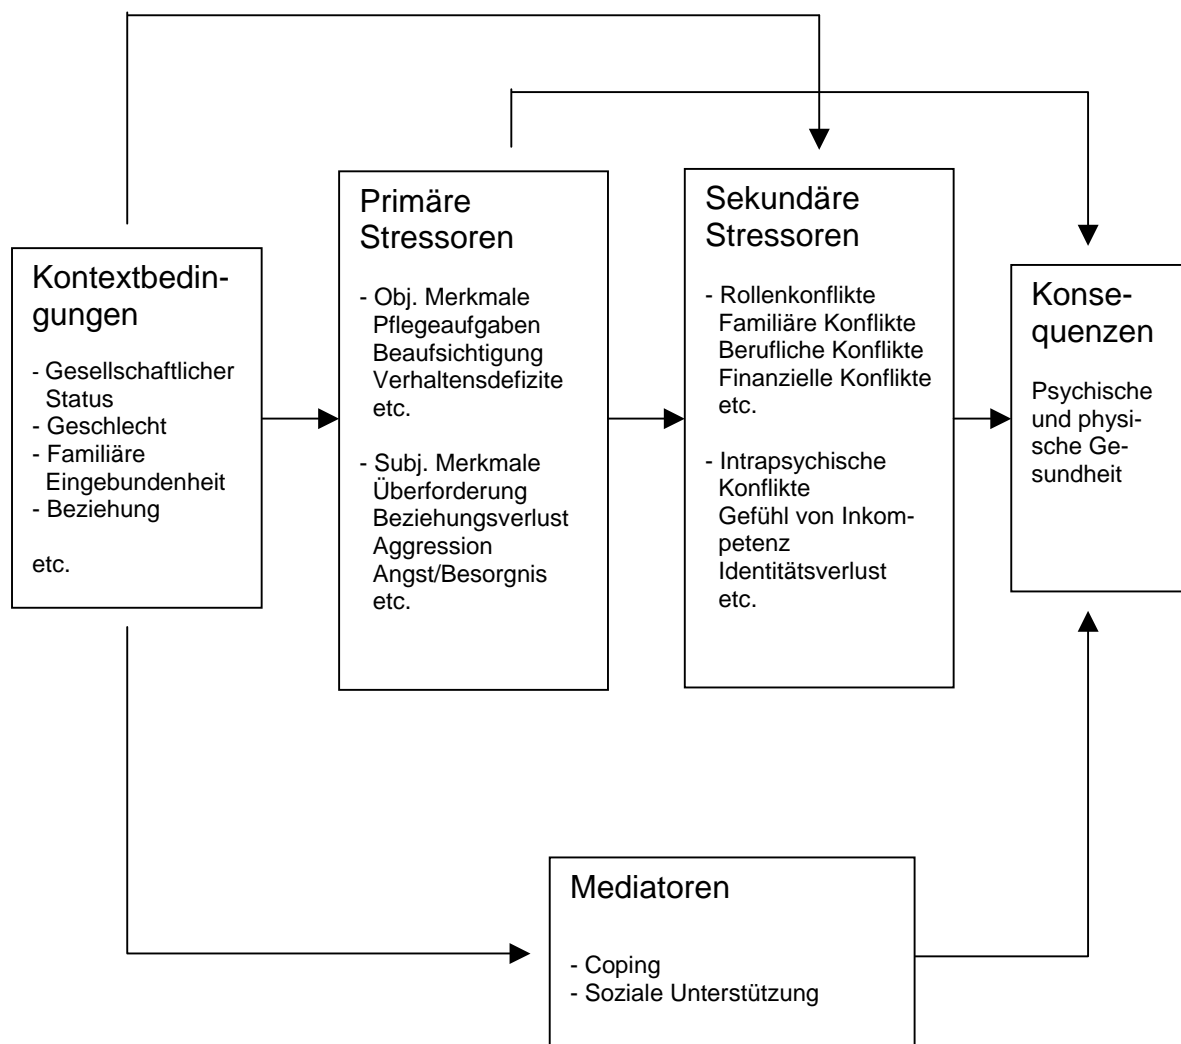 Kontextbedin-
gungen
- Gesellschaftlicher
Status
- Geschlecht
- Familiäre
Eingebundenheit
- Beziehung
etc.
Primäre
Stressoren
- Obj. Merkmale
Pflegeaufgaben
Beaufsichtigung
Verhaltensdefizite
etc.
- Subj. Merkmale
Überforderung
Beziehungsverlust
Aggression
Angst/Besorgnis
etc.
Sekundäre
Stressoren
- Rollenkonflikte
Familiäre Konflikte
Berufliche Konflikte
Finanzielle Konflikte
etc.
- Intrapsychische
Konflikte
Gefühl von Inkom-
petenz
Identitätsverlust
etc.
Konse-
quenzen
Psychische
und physi-
sche Ge-
sundheit
Mediatoren
- Coping
- Soziale Unterstützung